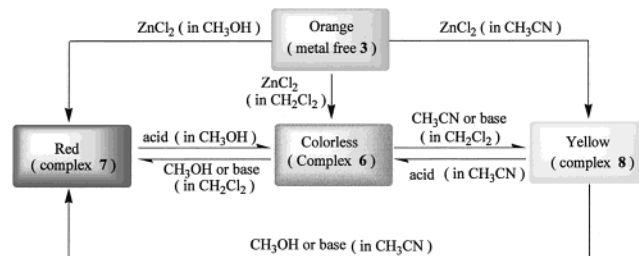 ZnCl2 ( in CH3OH )
Orange
( metal free 3 )
ZnCl2 ( in CH3CN )
ZnCl2
( in CH2Cl2 )
Red
( complex 7 )
acid ( in CH3OH )
CH3OH or base
( in CH2Cl2 )
Colorless
( Complex 6 )
CH3CN or base
( in CH2Cl2 )
acid ( in CH3CN )
Yellow
( complex 8 )
CH3OH or base ( in CH3CN )